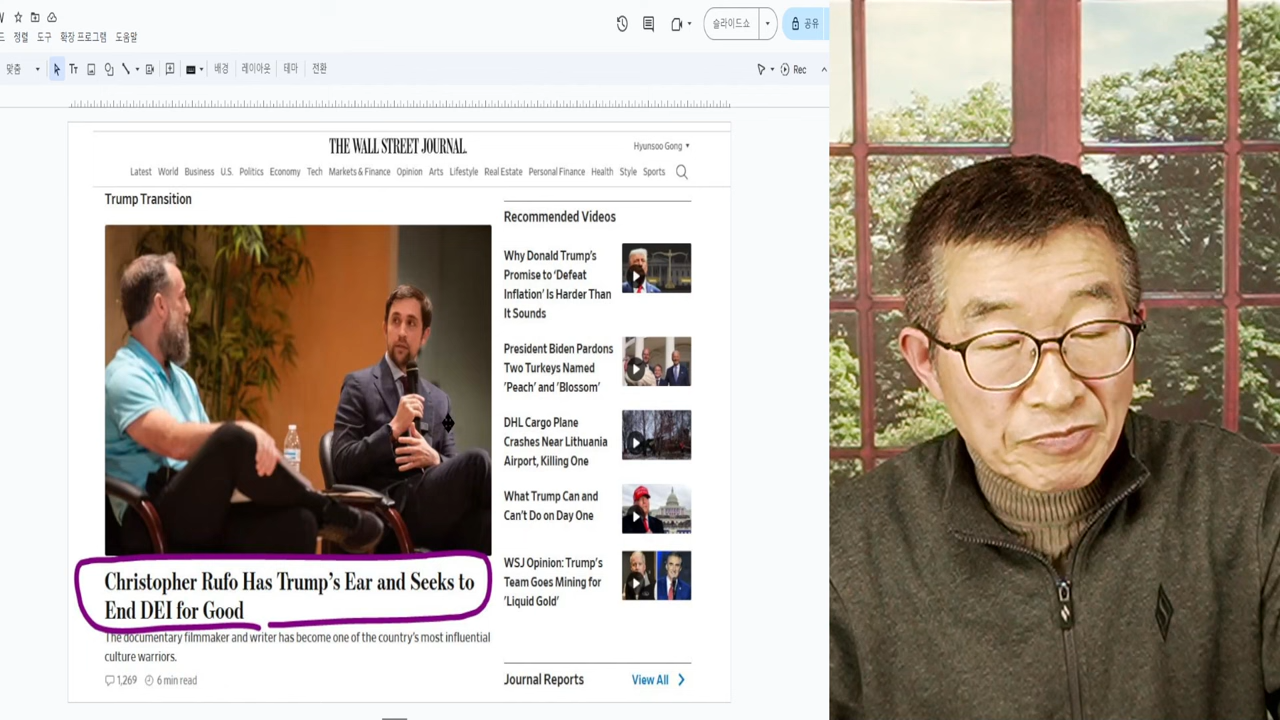 정렬 도구 확장 프로그램 도움말
슬라이드쇼
공유
맞춤
배경 레이아웃 테마 전환
Rec
THE WALL STREET JOURNAL.
Hyunsoo Gong
Latest World Business U.S. Politics Economy Tech Markets & Finance Opinion Arts Lifestyle Real Estate Personal Finance Health Style Sports
Trump Transition
Christopher Rufo Has Trump's Ear and Seeks to
End DEI for Good
The documentary filmmaker and writer has become one of the country's most influential
culture warriors.
1,269 6 min read
Recommended Videos
Why Donald Trump's
Promise to 'Defeat
Inflation' Is Harder Than
It Sounds
President Biden Pardons
Two Turkeys Named
'Peach' and 'Blossom'
DHL Cargo Plane
Crashes Near Lithuania
Airport, Killing One
What Trump Can and
Can't Do on Day One
WSJ Opinion: Trump's
Team Goes Mining for
'Liquid Gold'
Journal Reports
View All